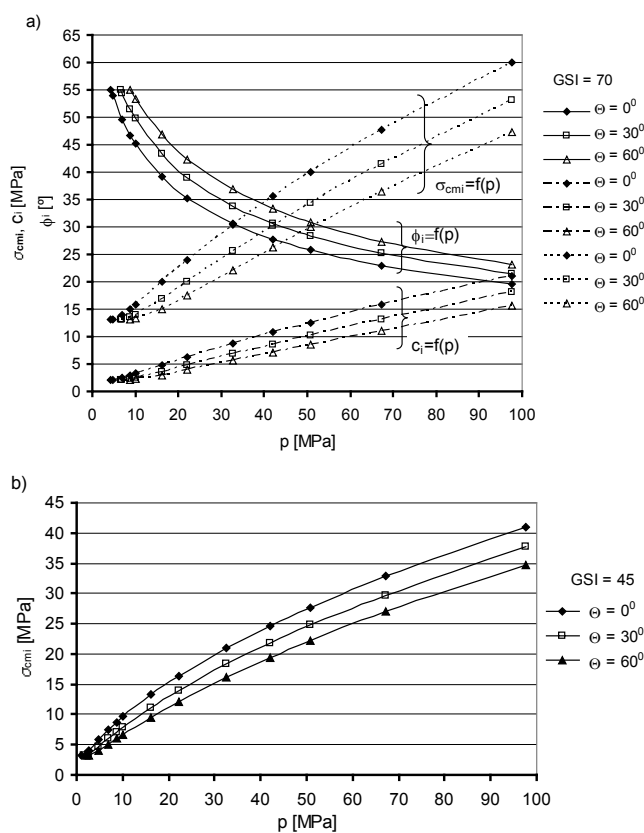 a)
65
60
55
50
45
40
35
30
25
20
15
10
5
0
σcmi, ci [MPa]
ϕi [°]
σcmi=f(p)
ϕi=f(p)
ci=f(p)
0 10 20 30 40 50 60 70 80 90 100
p [MPa]
GSI = 70
Θ = 0⁰
Θ = 30⁰
Θ = 60⁰
Θ = 0⁰
Θ = 30⁰
Θ = 60⁰
Θ = 0⁰
Θ = 30⁰
Θ = 60⁰
b)
45
40
35
30
25
20
15
10
5
0
σcmi [MPa]
0 10 20 30 40 50 60 70 80 90 100
p [MPa]
GSI = 45
Θ = 0⁰
Θ = 30⁰
Θ = 60⁰